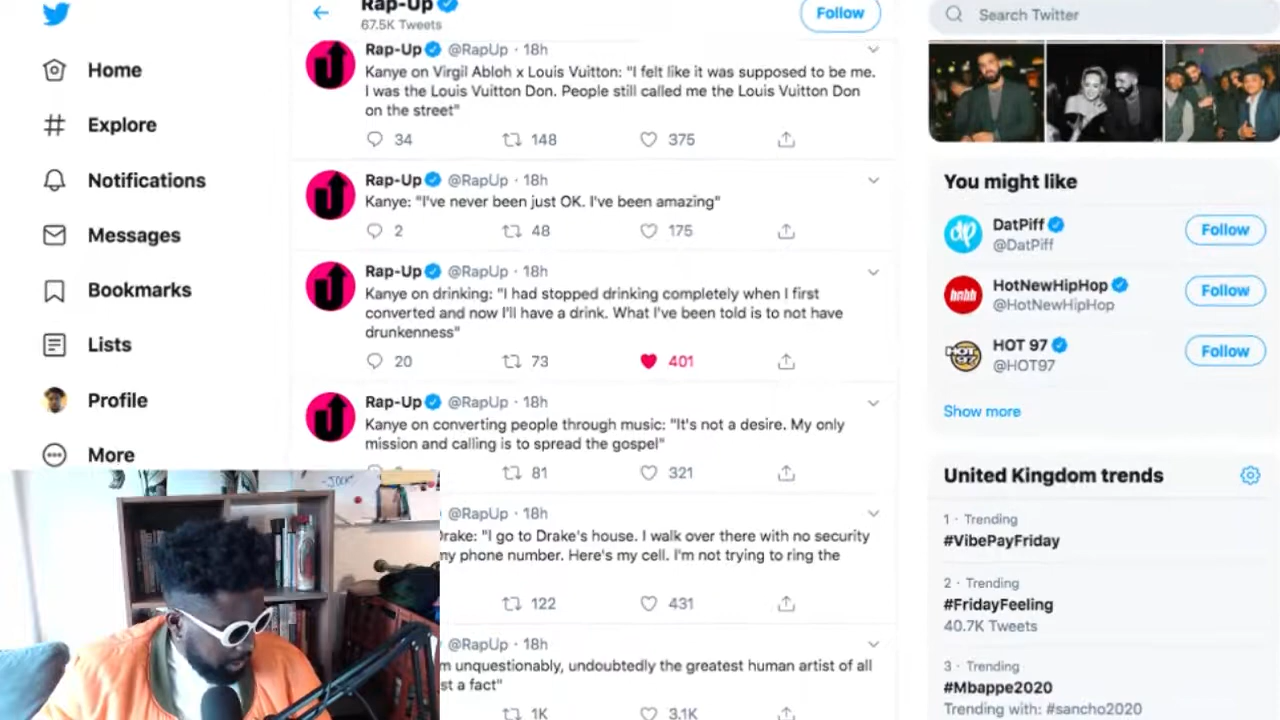 Rap-Up
67.5K Tweets
Follow
Search Twitter
Home
Explore
Notifications
Messages
Bookmarks
Lists
Profile
More
Rap-Up @RapUp · 18h
Kanye on Virgil Abloh x Louis Vuitton: "I felt like it was supposed to be me.
I was the Louis Vuitton Don. People still called me the Louis Vuitton Don
on the street"
34 148 375
Rap-Up @RapUp · 18h
Kanye: "I've never been just OK. I've been amazing"
2 48 175
Rap-Up @RapUp · 18h
Kanye on drinking: "I had stopped drinking completely when I first
converted and now I'll have a drink. What I've been told is to not have
drunkenness"
20 73 401
Rap-Up @RapUp · 18h
Kanye on converting people through music: "It's not a desire. My only
mission and calling is to spread the gospel"
81 321
@RapUp · 18h
Drake: "I go to Drake's house. I walk over there with no security
my phone number. Here's my cell. I'm not trying to ring the
122 431
@RapUp · 18h
m unquestionably, undoubtedly the greatest human artist of all
st a fact"
1K 3.1K
You might like
DatPiff
@DatPiff
Follow
HotNewHipHop
@HotNewHipHop
Follow
HOT 97
@HOT97
Follow
Show more
United Kingdom trends
1 · Trending
#VibePayFriday
2 · Trending
#FridayFeeling
40.7K Tweets
3 · Trending
#Mbappe2020
Trending with: #sancho2020
dp
hnhh
HOT 97